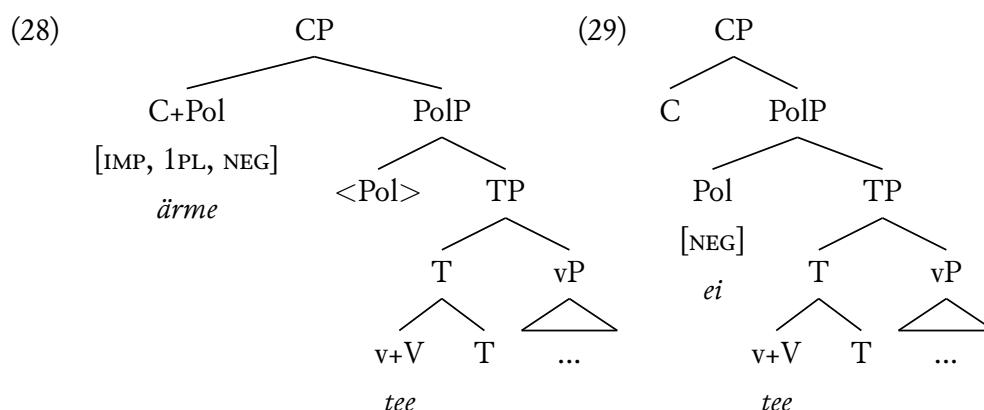 (28) CP (29) CP
C+Pol PolP C PolP
[IMP, 1PL, NEG] <Pol> TP Pol TP
ärme [NEG]
T vP ei T vP
v+V T ... v+V T ...
tee tee